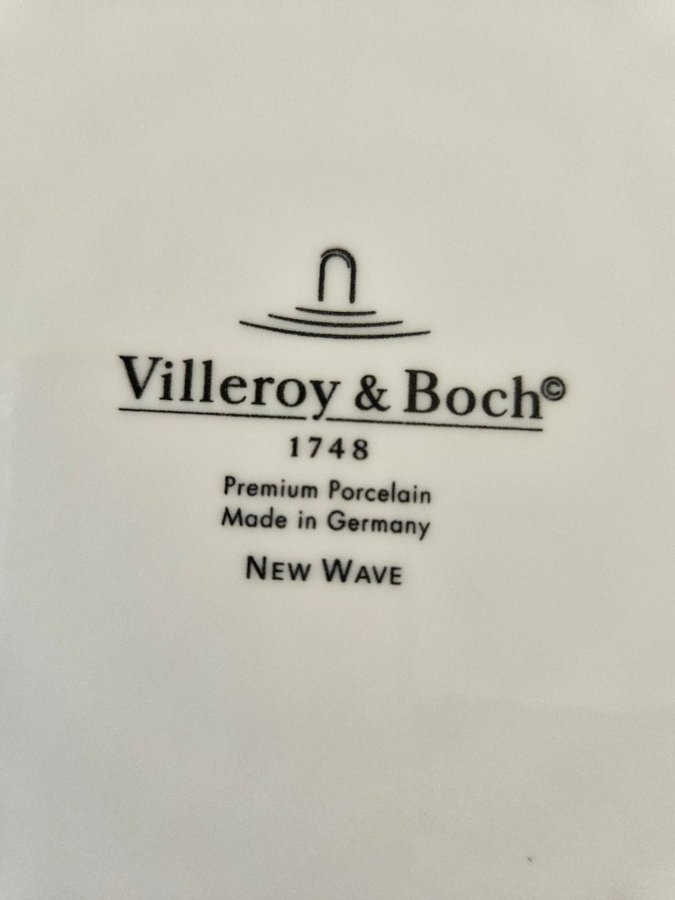 Villeroy & Boch©
1748
Premium Porcelain
Made in Germany
NEW WAVE